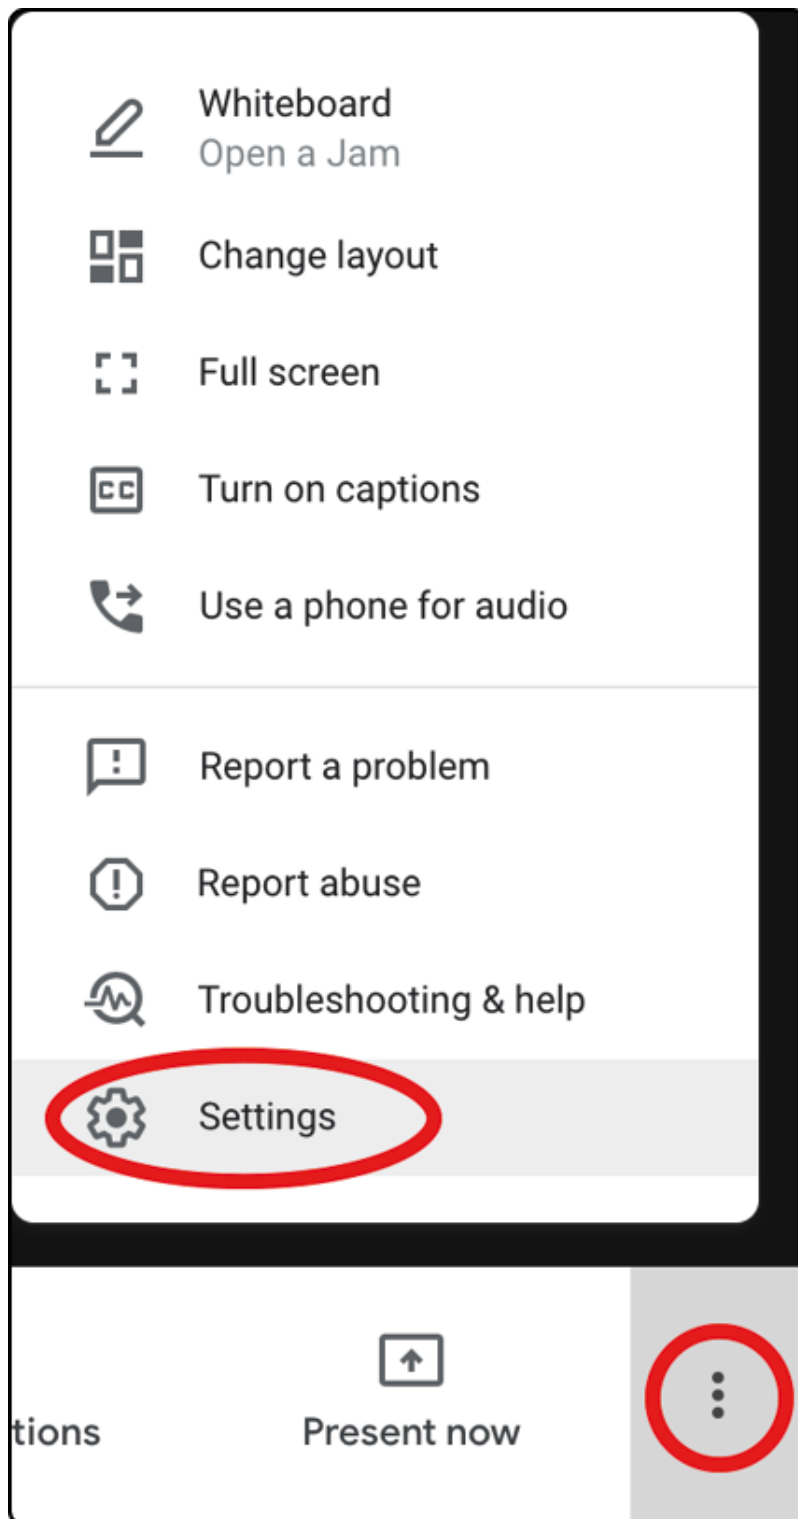 Whiteboard
Open a Jam
Change layout
Full screen
CC Turn on captions
Use a phone for audio
Report a problem
Report abuse
Troubleshooting & help
Settings
tions
Present now